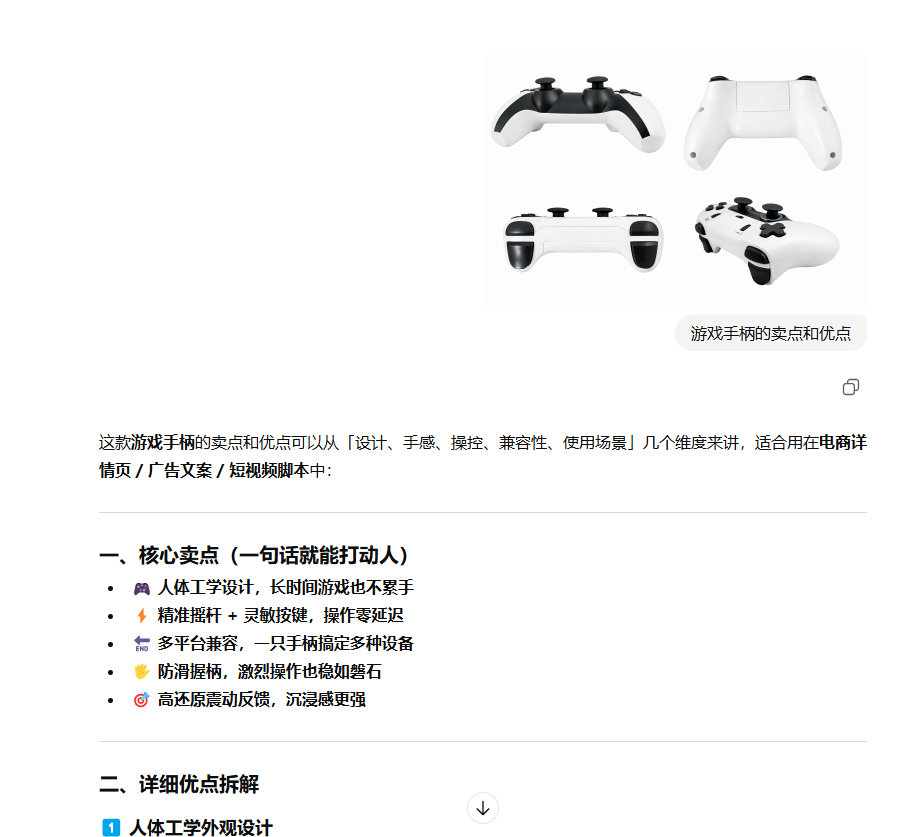 游戏手柄的卖点和优点
这款游戏手柄的卖点和优点可以从「设计、手感、操控、兼容性、使用场景」几个维度来讲，适合用在电商详
情页 / 广告文案 / 短视频脚本中：
一、核心卖点（一句话就能打动人）
🎮 人体工学设计，长时间游戏也不累手
⚡ 精准摇杆 + 灵敏按键，操作零延迟
🔚 多平台兼容，一只手柄搞定多种设备
🖐 防滑握柄，激烈操作也稳如磐石
🎯 高还原震动反馈，沉浸感更强
二、详细优点拆解
1️⃣ 人体工学外观设计